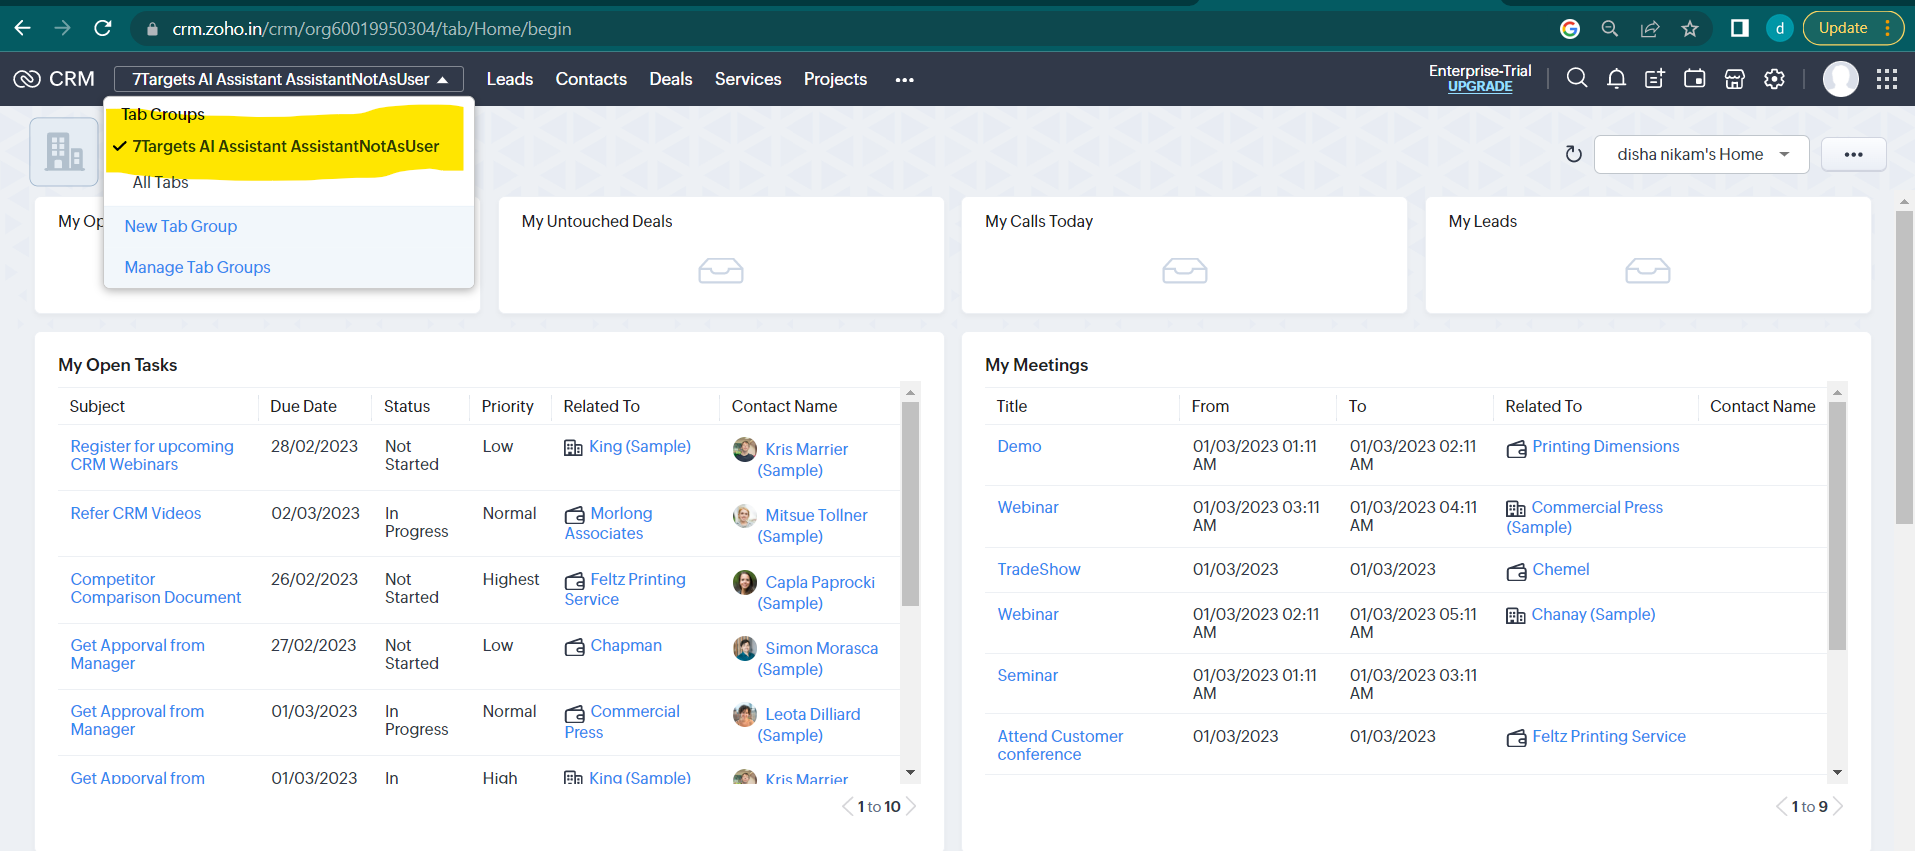 crm.zoho.in/crm/org60019950304/tab/Home/begin
d
Update
CRM
7Targets AI Assistant AssistantNotAsUser
Leads
Contacts
Deals
Services
Projects
•••
Enterprise-Trial
UPGRADE
Tab Groups
7Targets AI Assistant AssistantNotAsUser
All Tabs
New Tab Group
Manage Tab Groups
disha nikam's Home
•••
My Op
My Untouched Deals
My Calls Today
My Leads
My Open Tasks
Subject Due Date Status Priority Related To Contact Name
Register for upcoming 28/02/2023 Not Low King (Sample) Kris Marrier
CRM Webinars Started (Sample)
Refer CRM Videos 02/03/2023 In Normal Morlong Mitsue Tollner
Progress Associates (Sample)
Competitor 26/02/2023 Not Highest Feltz Printing Capla Paprocki
Comparison Document Started Service (Sample)
Get Apporval from 27/02/2023 Not Low Chapman Simon Morasca
Manager Started (Sample)
Get Approval from 01/03/2023 In Normal Commercial Leota Dilliard
Manager Progress Press (Sample)
Get Apporval from 01/03/2023 In High King (Sample) Kris Marrier
1 to 10
My Meetings
Title From To Related To Contact Name
Demo 01/03/2023 01:11 01/03/2023 02:11 Printing Dimensions
AM AM
Webinar 01/03/2023 03:11 01/03/2023 04:11 Commercial Press
AM AM (Sample)
TradeShow 01/03/2023 01/03/2023 Chemel
Webinar 01/03/2023 02:11 01/03/2023 05:11 Chanay (Sample)
AM AM
Seminar 01/03/2023 01:11 01/03/2023 03:11
AM AM
Attend Customer 01/03/2023 01/03/2023 Feltz Printing Service
conference
1 to 9